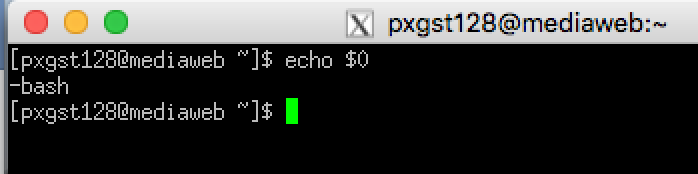 pxgst128@mediaweb:~
[pxgst128@mediaweb ~]$ echo $0
-bash
[pxgst128@mediaweb ~]$